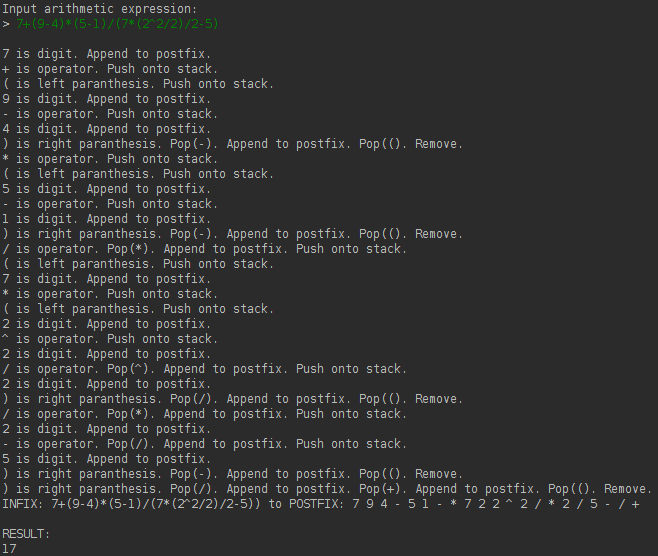 Input arithmetic expression:
> 7+(9-4)*(5-1)/(7*(2^2/2)/2-5)
7 is digit. Append to postfix.
+ is operator. Push onto stack.
( is left paranthesis. Push onto stack.
9 is digit. Append to postfix.
- is operator. Push onto stack.
4 is digit. Append to postfix.
) is right paranthesis. Pop(-). Append to postfix. Pop((). Remove.
* is operator. Push onto stack.
( is left paranthesis. Push onto stack.
5 is digit. Append to postfix.
- is operator. Push onto stack.
1 is digit. Append to postfix.
) is right paranthesis. Pop(-). Append to postfix. Pop((). Remove.
/ is operator. Pop(*). Append to postfix. Push onto stack.
( is left paranthesis. Push onto stack.
7 is digit. Append to postfix.
* is operator. Push onto stack.
( is left paranthesis. Push onto stack.
2 is digit. Append to postfix.
^ is operator. Push onto stack.
2 is digit. Append to postfix.
/ is operator. Pop(^). Append to postfix. Push onto stack.
2 is digit. Append to postfix.
) is right paranthesis. Pop(/). Append to postfix. Pop((). Remove.
/ is operator. Pop(*). Append to postfix. Push onto stack.
2 is digit. Append to postfix.
- is operator. Pop(/). Append to postfix. Push onto stack.
5 is digit. Append to postfix.
) is right paranthesis. Pop(-). Append to postfix. Pop((). Remove.
) is right paranthesis. Pop(/). Append to postfix. Pop(+). Append to postfix. Pop((). Remove.
INFIX: 7+(9-4)*(5-1)/(7*(2^2/2)/2-5)) to POSTFIX: 7 9 4 - 5 1 - * 7 2 2 ^ 2 / * 2 / 5 - / +
RESULT:
17